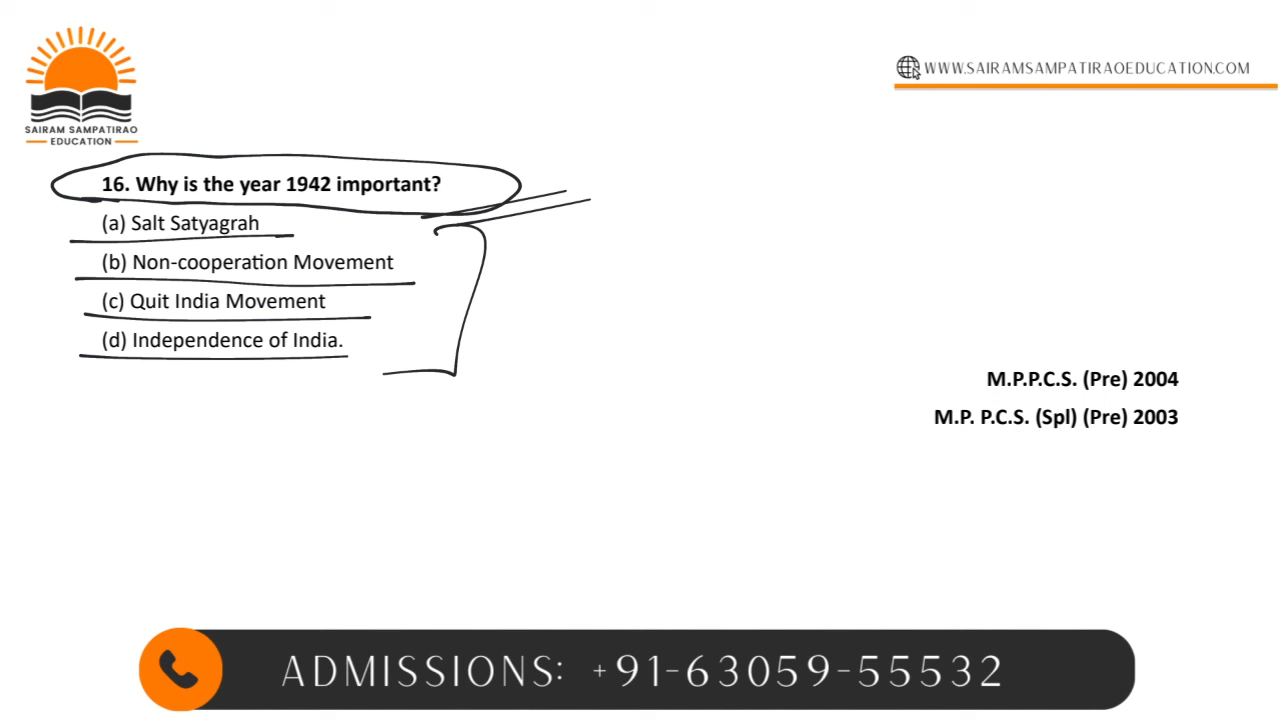 SAIRAM SAMPATIRAO
EDUCATION
WWW.SAIRAMSAMPATIRAOEDUCATION.COM
16. Why is the year 1942 important?
(a) Salt Satyagrah
(b) Non-cooperation Movement
(c) Quit India Movement
(d) Independence of India.
M.P.P.C.S. (Pre) 2004
M.P. P.C.S. (Spl) (Pre) 2003
ADMISSIONS: +91-63059-55532